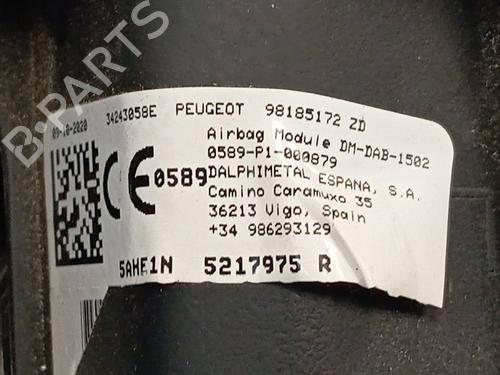 09-10-2020 34243058E PEUGEOT 98185172 ZD
Airbag Module DM-DAB-1502
0589-P1-000879
CE 0589 DALPHIMETAL ESPANA, S.A.
Camino Caramuxo 35
36213 Vigo, Spain
+34 986293129
5AHE1N 5217975 R
B-PARTS